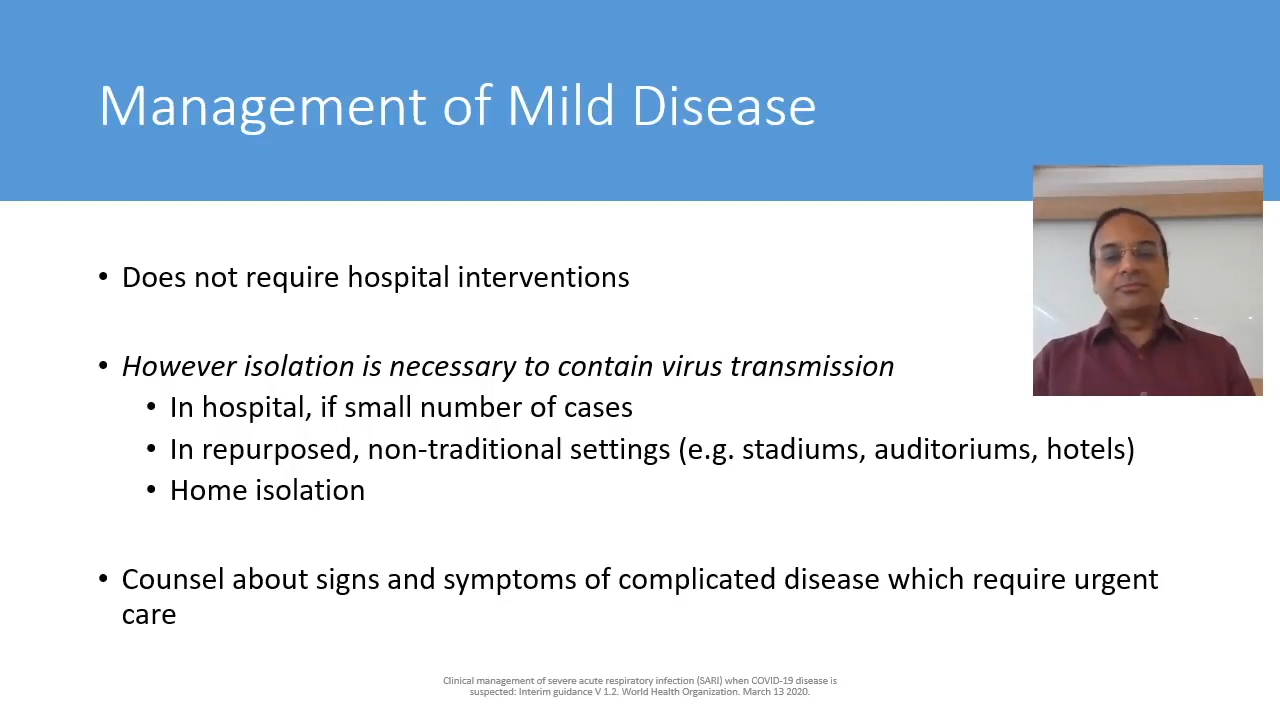 Management of Mild Disease
• Does not require hospital interventions
• However isolation is necessary to contain virus transmission
• In hospital, if small number of cases
• In repurposed, non-traditional settings (e.g. stadiums, auditoriums, hotels)
• Home isolation
• Counsel about signs and symptoms of complicated disease which require urgent
care
Clinical management of severe acute respiratory infection (SARI) when COVID-19 disease is
suspected: Interim guidance V 1.2. World Health Organization. March 13 2020.